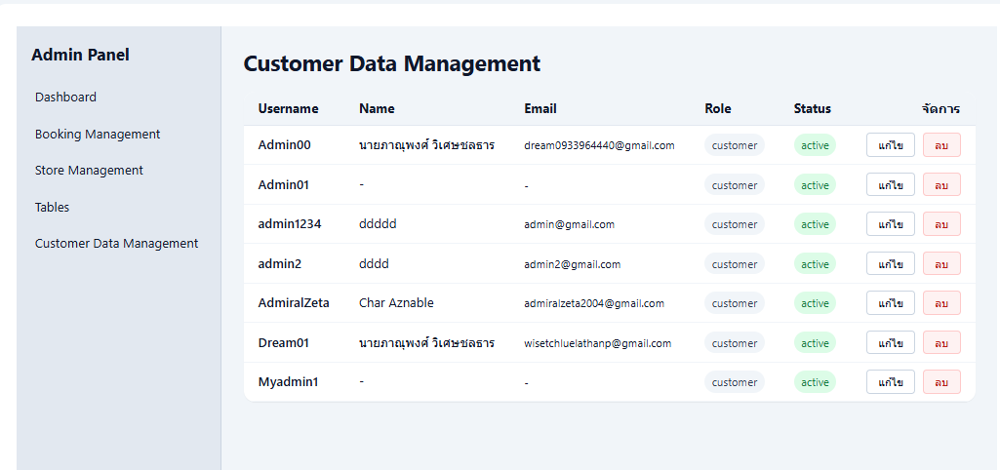 Admin Panel
Dashboard
Booking Management
Store Management
Tables
Customer Data Management
Customer Data Management
Username Name Email Role Status จัดการ
Admin00 นายภาณุพงศ์ วิเศษชลธาร dream0933964440@gmail.com customer active แก้ไข ลบ
Admin01 - - customer active แก้ไข ลบ
admin1234 ddddd admin@gmail.com customer active แก้ไข ลบ
admin2 dddd admin2@gmail.com customer active แก้ไข ลบ
AdmiralZeta Char Aznable admiralzeta2004@gmail.com customer active แก้ไข ลบ
Dream01 นายภาณุพงศ์ วิเศษชลธาร wisetchluelathanp@gmail.com customer active แก้ไข ลบ
Myadmin1 - - customer active แก้ไข ลบ